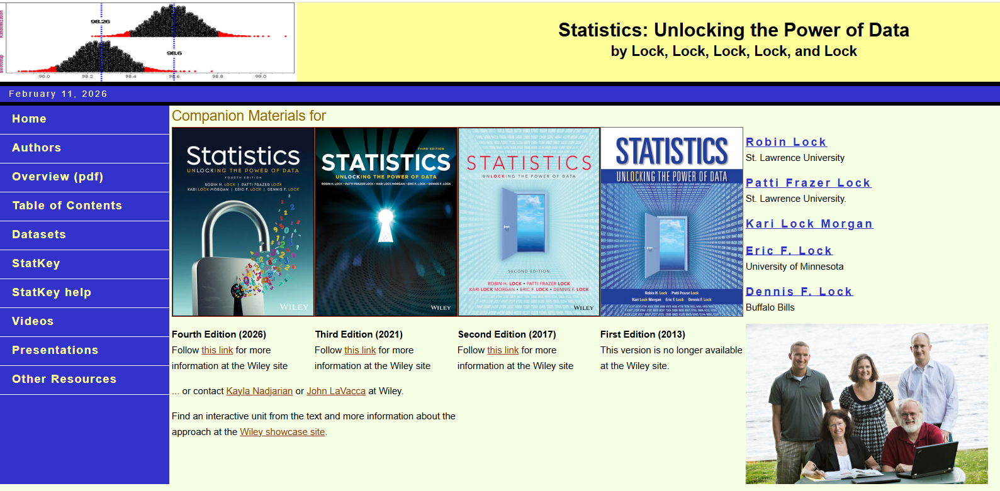 Randomization
98.26
98.6
Bootstrap
98.0 98.2 98.4 98.6 98.8 99.0
Statistics: Unlocking the Power of Data
by Lock, Lock, Lock, Lock, and Lock
February 11, 2026
Home
Authors
Overview (pdf)
Table of Contents
Datasets
StatKey
StatKey help
Videos
Presentations
Other Resources
Companion Materials for
Statistics
UNLOCKING THE POWER OF DATA
FOURTH EDITION
ROBIN H. LOCK | PATTI FRAZER LOCK
KARI LOCK MORGAN | ERIC F. LOCK | DENNIS F. LOCK
WILEY
THIRD EDITION
STATISTICS
UNLOCKING THE POWER OF DATA
ROBIN H. LOCK • PATTI FRAZER LOCK • KARI LOCK MORGAN • ERIC F. LOCK • DENNIS F. LOCK
WILEY
STATISTICS
UNLOCKING THE POWER OF DATA
SECOND EDITION
ROBIN H. LOCK • PATTI FRAZER LOCK
KARI LOCK MORGAN • ERIC F. LOCK • DENNIS F. LOCK
WILEY
STATISTICS
UNLOCKING THE POWER OF DATA
Robin H. Lock Patti Frazer Lock
Kari Lock Morgan Eric F. Lock Dennis F. Lock
Fourth Edition (2026)
Follow this link for more
information at the Wiley site
Third Edition (2021)
Follow this link for more
information at the Wiley site
Second Edition (2017)
Follow this link for more
information at the Wiley site
First Edition (2013)
This version is no longer available
at the Wiley site.
... or contact Kayla Nadjarian or John LaVacca at Wiley.
Find an interactive unit from the text and more information about the
approach at the Wiley showcase site.
Robin Lock
St. Lawrence University
Patti Frazer Lock
St. Lawrence University.
Kari Lock Morgan
Eric F. Lock
University of Minnesota
Dennis F. Lock
Buffalo Bills